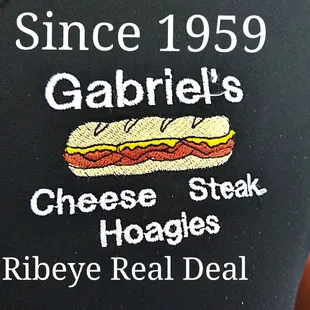 Since 1959
Gabriel's
Cheese Steak
Hoagies
Ribeye Real Deal